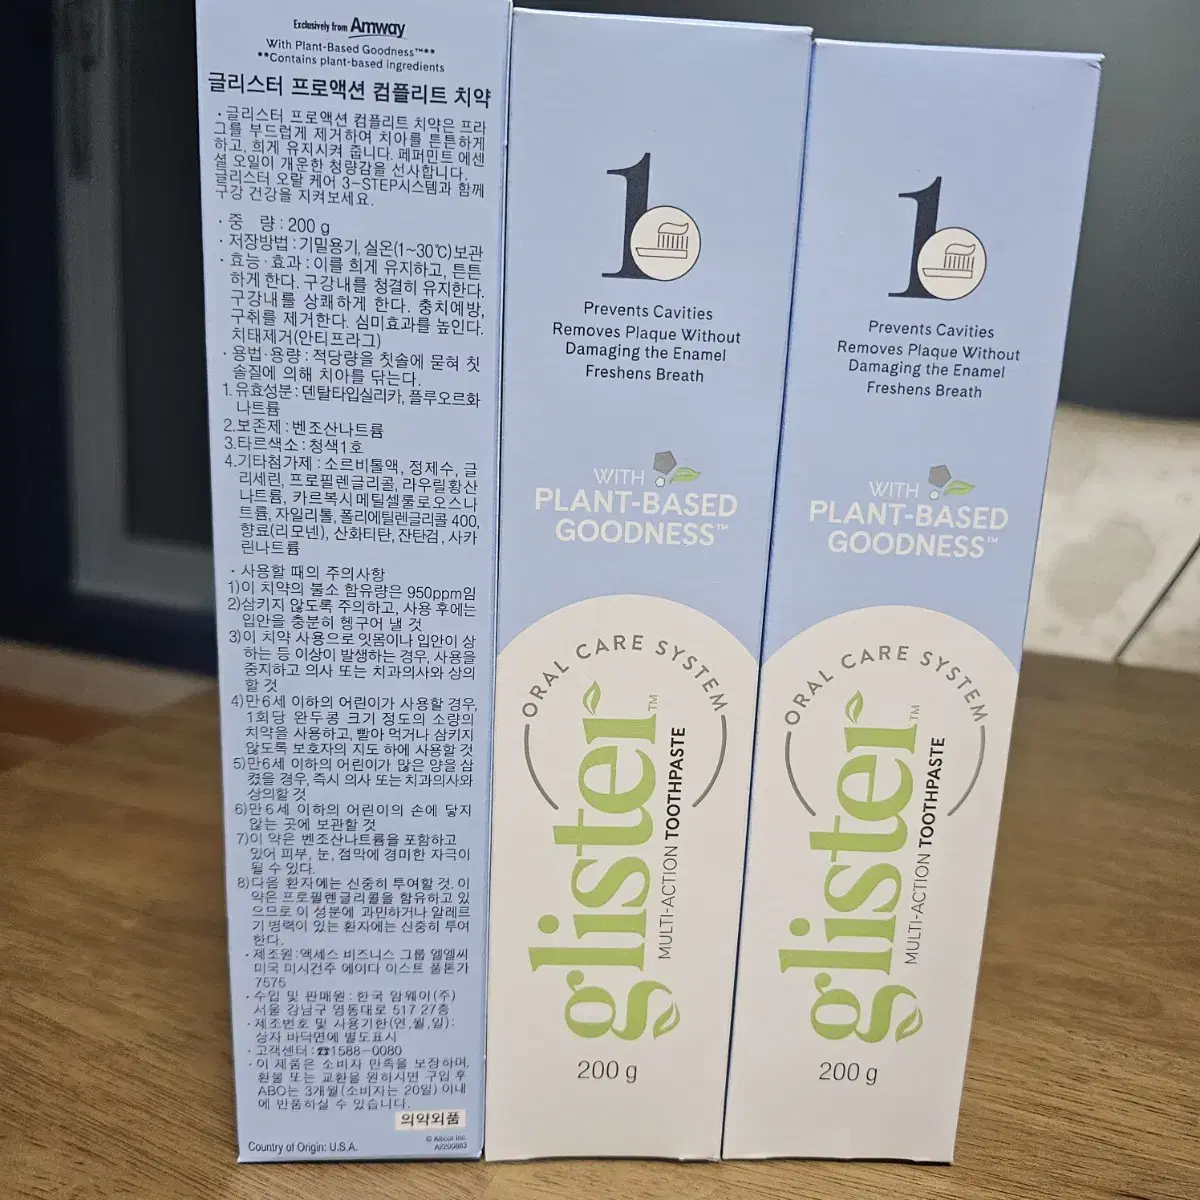 Exclusively from Amway
With Plant-Based Goodness™**
**Contains plant-based ingredients
글리스터 프로액션 컴플리트 치약
· 글리스터 프로액션 컴플리트 치약은 프라
그를 부드럽게 제거하여 치아를 튼튼하게
하고, 희게 유지시켜 줍니다. 페퍼민트 에센
셜 오일이 개운한 청량감을 선사합니다.
글리스터 오랄 케어 3-STEP시스템과 함께
구강 건강을 지켜보세요.
· 중 량 : 200 g
· 저장방법 : 기밀용기, 실온(1~30℃)보관
· 효능·효과 : 이를 희게 유지하고, 튼튼
하게 한다. 구강내를 청결히 유지한다.
구강내를 상쾌하게 한다. 충치예방,
구취를 제거한다. 심미효과를 높인다.
치태제거(안티프라그)
· 용법·용량 : 적당량을 칫솔에 묻혀 칫
솔질에 의해 치아를 닦는다.
1.유효성분 : 덴탈타입실리카, 플루오르화
나트륨
2.보존제 : 벤조산나트륨
3.타르색소 : 청색1호
4.기타첨가제 : 소르비톨액, 정제수, 글
리세린, 프로필렌글리콜, 라우릴황산
나트륨, 카르복시메틸셀룰로오스나
트륨, 자일리톨, 폴리에틸렌글리콜 400,
향료(리모넨), 산화티탄, 잔탄검, 사카
린나트륨
· 사용할 때의 주의사항
1)이 치약의 불소 함유량은 950ppm임
2)삼키지 않도록 주의하고, 사용 후에는
입안을 충분히 헹구어 낼 것
3)이 치약 사용으로 잇몸이나 입안이 상
하는 등 이상이 발생하는 경우, 사용을
중지하고 의사 또는 치과의사와 상의
할 것
4)만6세 이하의 어린이가 사용할 경우,
1회당 완두콩 크기 정도의 소량의
치약을 사용하고, 빨아 먹거나 삼키지
않도록 보호자의 지도 하에 사용할 것
5)만6세 이하의 어린이가 많은 양을 삼
켰을 경우, 즉시 의사 또는 치과의사와
상의할 것
6)만6세 이하의 어린이의 손에 닿지
않는 곳에 보관할 것
7)이 약은 벤조산나트륨을 포함하고
있어 피부, 눈, 점막에 경미한 자극이
될 수 있다.
8)다음 환자에는 신중히 투여할 것. 이
약은 프로필렌글리콜을 함유하고 있
으므로 이 성분에 과민하거나 알레르
기 병력이 있는 환자에는 신중히 투여
한다.
· 제조원 : 액세스 비즈니스 그룹 엘엘씨
미국 미시건주 에이다 이스트 풀톤가
7575
· 수입 및 판매원 : 한국 암웨이(주)
서울 강남구 영동대로 517 27층
· 제조번호 및 사용기한(연,월,일) :
상자 바닥면에 별도표시
· 고객센터 : ☎1588-0080
· 이 제품은 소비자 만족을 보장하며,
환불 또는 교환을 원하시면 구입 후
ABO는 3개월(소비자는 20일) 이내
에 반품하실 수 있습니다.
의약외품
Country of Origin: U.S.A.
© Alticor Inc.
A2200883
1
Prevents Cavities
Removes Plaque Without
Damaging the Enamel
Freshens Breath
WITH
PLANT-BASED
GOODNESS™
ORAL CARE SYSTEM
glister™
MULTI-ACTION TOOTHPASTE
200 g
1
Prevents Cavities
Removes Plaque Without
Damaging the Enamel
Freshens Breath
WITH
PLANT-BASED
GOODNESS™
ORAL CARE SYSTEM
glister™
MULTI-ACTION TOOTHPASTE
200 g